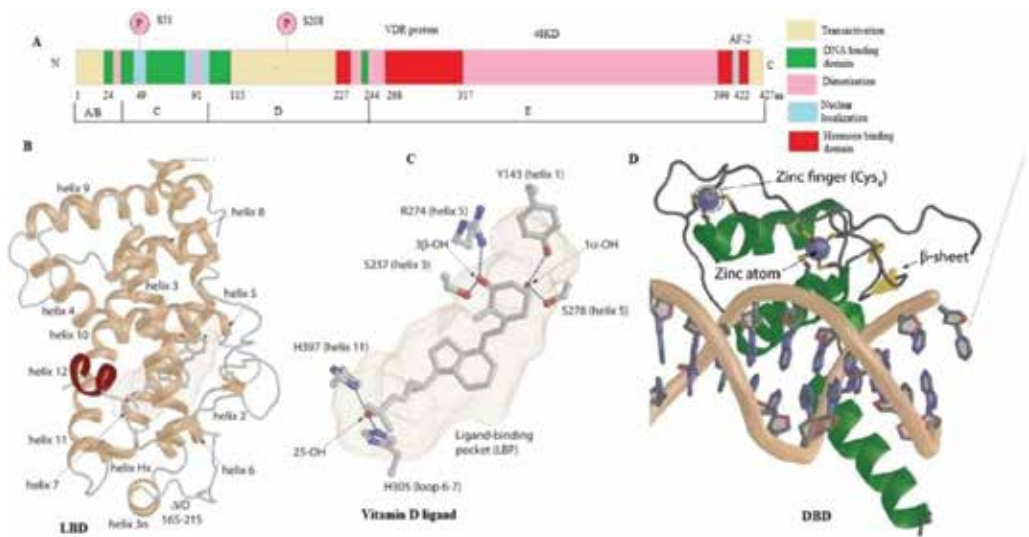 P S51
P S208
A
VDR protein
48KD
AF-2
N
C
1 24 49 91 115 227 244 288 317 390 422 427aa
A/B C D E
Transactivation
DNA binding
domain
Dimerization
Nuclear
localization
Hormone binding
domain
B
helix 9
helix 8
helix 3
helix 5
helix 4
helix 10
helix 12
helix 2
helix 11
helix Hx
helix 7
helix 6
helix 3n
165-215
LBD
C
Y143 (helix 1)
R274 (helix 5)
3β-OH
1α-OH
S237 (helix 3)
S278 (helix 5)
H397 (helix 11)
25-OH
Ligand-binding
pocket (LBP)
H305 (loop 6-7)
Vitamin D ligand
D
Zinc finger (Cys4)
β-sheet
Zinc atom
DBD